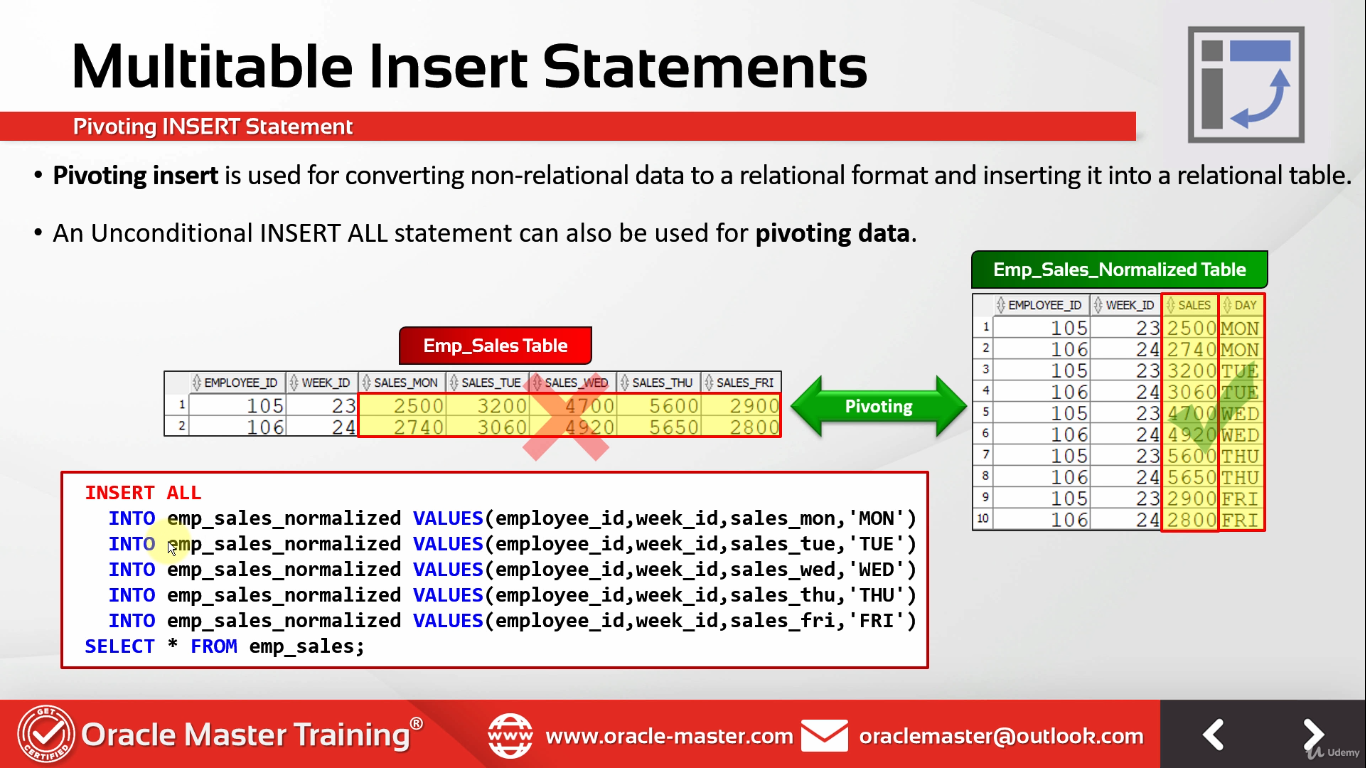 Multitable Insert Statements
Pivoting INSERT Statement
• Pivoting insert is used for converting non-relational data to a relational format and inserting it into a relational table.
• An Unconditional INSERT ALL statement can also be used for pivoting data.
Emp_Sales Table
EMPLOYEE_ID WEEK_ID SALES_MON SALES_TUE SALES_WED SALES_THU SALES_FRI
1 105 23 2500 3200 4700 5600 2900
2 106 24 2740 3060 4920 5650 2800
Pivoting
Emp_Sales_Normalized Table
EMPLOYEE_ID WEEK_ID SALES DAY
1 105 23 2500 MON
2 106 24 2740 MON
3 105 23 3200 TUE
4 106 24 3060 TUE
5 105 23 4700 WED
6 106 24 4920 WED
7 105 23 5600 THU
8 106 24 5650 THU
9 105 23 2900 FRI
10 106 24 2800 FRI
INSERT ALL
INTO emp_sales_normalized VALUES(employee_id,week_id,sales_mon,'MON')
INTO emp_sales_normalized VALUES(employee_id,week_id,sales_tue,'TUE')
INTO emp_sales_normalized VALUES(employee_id,week_id,sales_wed,'WED')
INTO emp_sales_normalized VALUES(employee_id,week_id,sales_thu,'THU')
INTO emp_sales_normalized VALUES(employee_id,week_id,sales_fri,'FRI')
SELECT * FROM emp_sales;
GET CERTIFIED
Oracle Master Training®
WWW
www.oracle-master.com
oraclemaster@outlook.com
Udemy